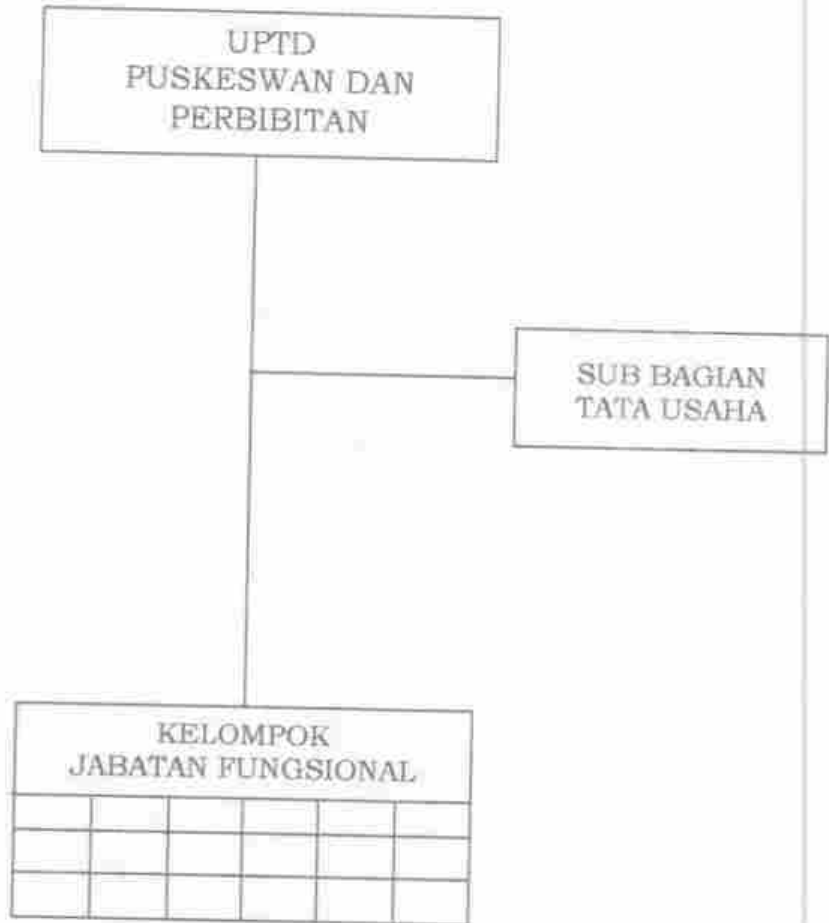 UPTD
PUSKESWAN DAN
PERBIBITAN
SUB BAGIAN
TATA USAHA
KELOMPOK
JABATAN FUNGSIONAL